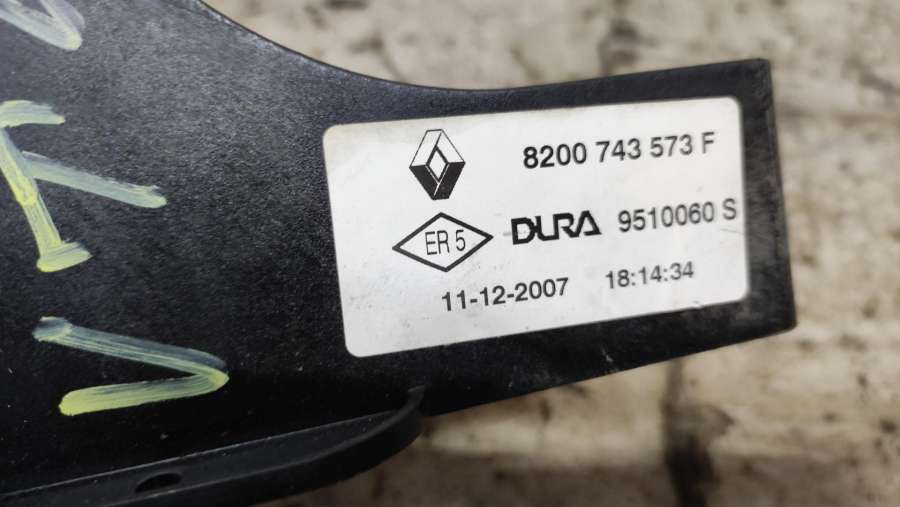 8200 743 573 F
ER 5 DURA 9510060 S
11-12-2007 18:14:34